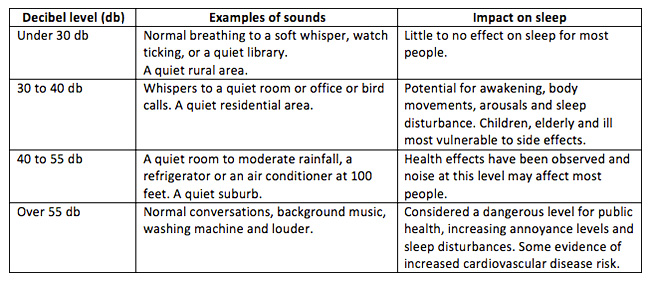 Decibel level (db) Examples of sounds Impact on sleep
Under 30 db Normal breathing to a soft whisper, watch Little to no effect on sleep for most
ticking, or a quiet library. people.
A quiet rural area.
30 to 40 db Whispers to a quiet room or office or bird Potential for awakening, body
calls. A quiet residential area. movements, arousals and sleep
disturbance. Children, elderly and ill
most vulnerable to side effects.
40 to 55 db A quiet room to moderate rainfall, a Health effects have been observed and
refrigerator or an air conditioner at 100 noise at this level may affect most
feet. A quiet suburb. people.
Over 55 db Normal conversations, background music, Considered a dangerous level for public
washing machine and louder. health, increasing annoyance levels and
sleep disturbances. Some evidence of
increased cardiovascular disease risk.